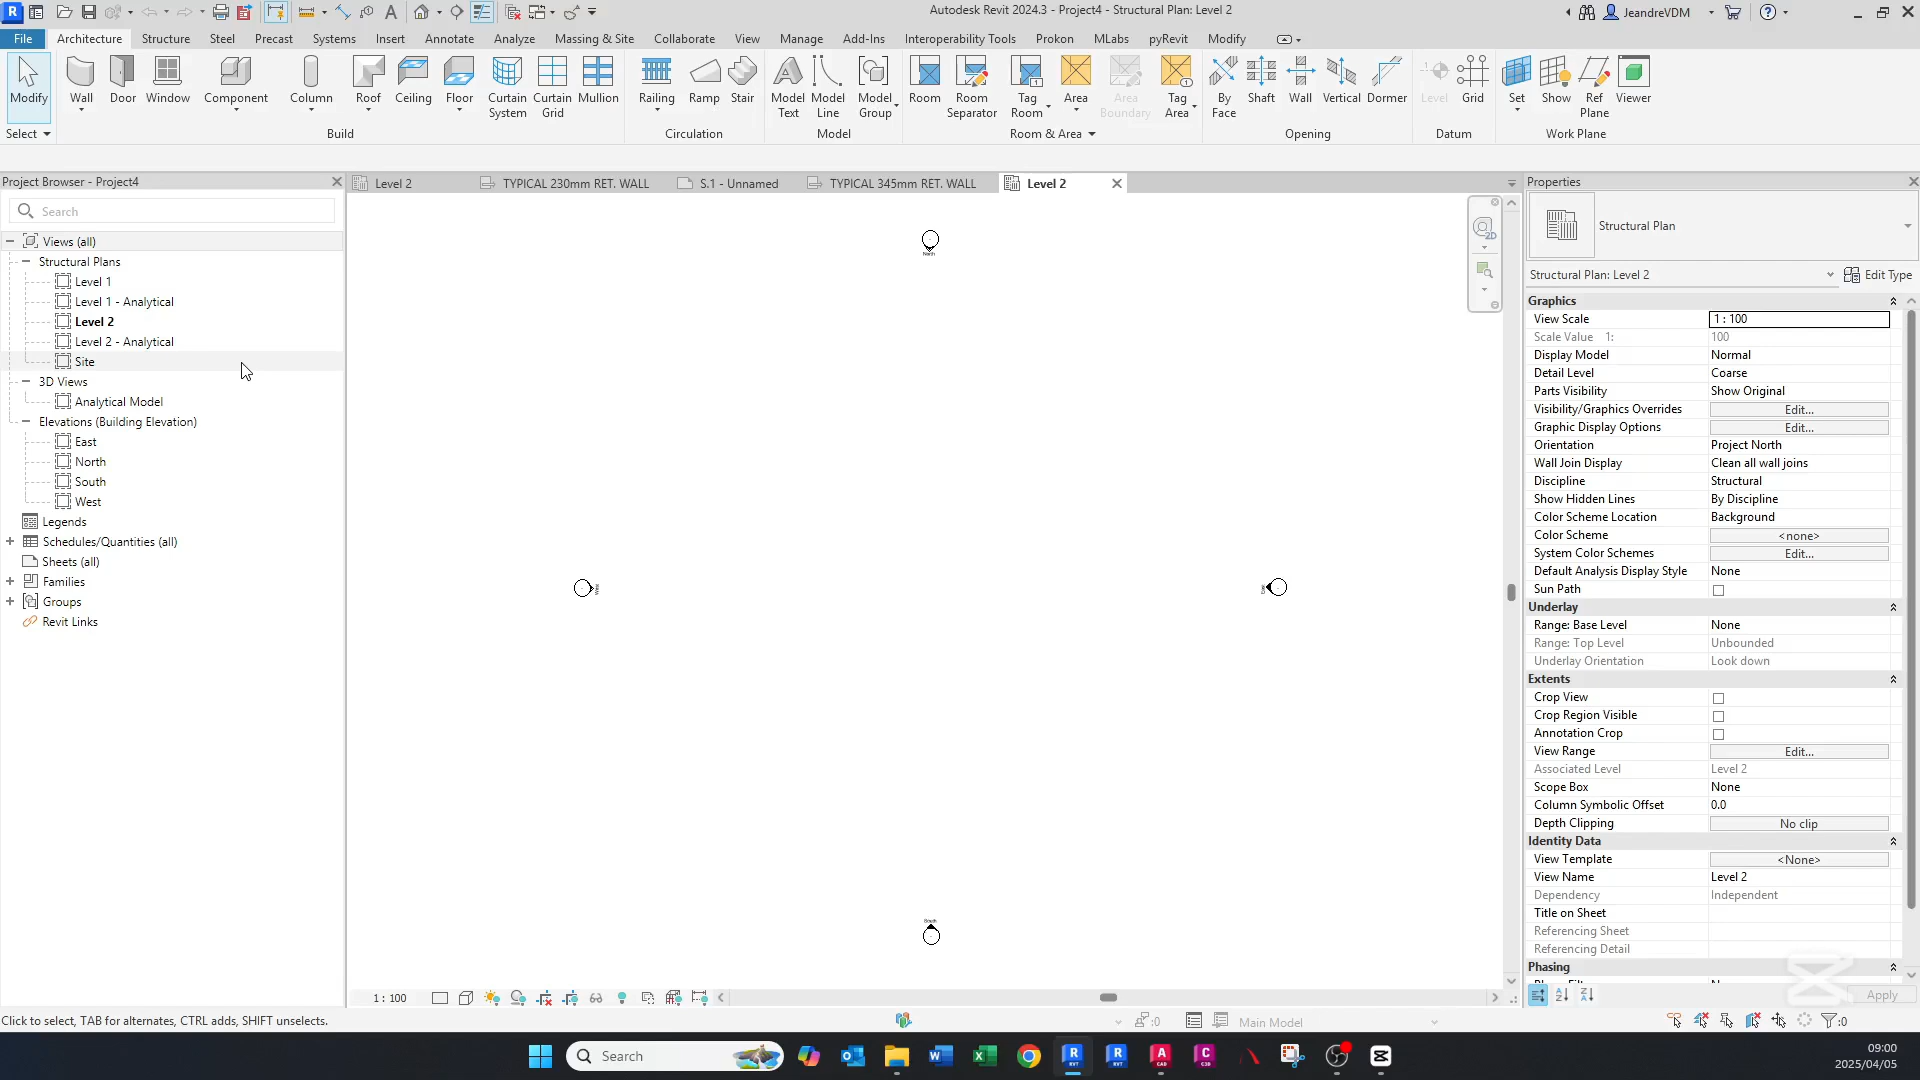 Autodesk Revit 2024.3 - Project4 - Structural Plan: Level 2
JeandreVDM
File Architecture Structure Steel Precast Systems Insert Annotate Analyze Massing & Site Collaborate View Manage Add-Ins Interoperability Tools Prokon MLabs pyRevit Modify
Modify Wall Door Window Component Column Roof Ceiling Floor Curtain System Curtain Grid Mullion Railing Ramp Stair Model Text Model Line Model Group Room Room Separator Tag Room Area Area Boundary Tag Area By Face Shaft Wall Vertical Dormer Level Grid Set Show Ref Plane Viewer
Select Build Circulation Model Room & Area Opening Datum Work Plane
Project Browser - Project4
Level 2 TYPICAL 230mm RET. WALL S.1 - Unnamed TYPICAL 345mm RET. WALL Level 2
Search
Views (all)
Structural Plans
Level 1
Level 1 - Analytical
Level 2
Level 2 - Analytical
Site
3D Views
Analytical Model
Elevations (Building Elevation)
East
North
South
West
Legends
Schedules/Quantities (all)
Sheets (all)
Families
Groups
Revit Links
North
South
2D
Properties
Structural Plan
Structural Plan: Level 2 Edit Type
Graphics
View Scale 1 : 100
Scale Value 1: 100
Display Model Normal
Detail Level Coarse
Parts Visibility Show Original
Visibility/Graphics Overrides Edit...
Graphic Display Options Edit...
Orientation Project North
Wall Join Display Clean all wall joins
Discipline Structural
Show Hidden Lines By Discipline
Color Scheme Location Background
Color Scheme <none>
System Color Schemes Edit...
Default Analysis Display Style None
Sun Path
Underlay
Range: Base Level None
Range: Top Level Unbounded
Underlay Orientation Look down
Extents
Crop View
Crop Region Visible
Annotation Crop
View Range Edit...
Associated Level Level 2
Scope Box None
Column Symbolic Offset 0.0
Depth Clipping No clip
Identity Data
View Template <None>
View Name Level 2
Dependency Independent
Title on Sheet
Referencing Sheet
Referencing Detail
Phasing
Apply
1 : 100
Click to select, TAB for alternates, CTRL adds, SHIFT unselects.
:0 Main Model :0
Search
09:00
2025/04/05